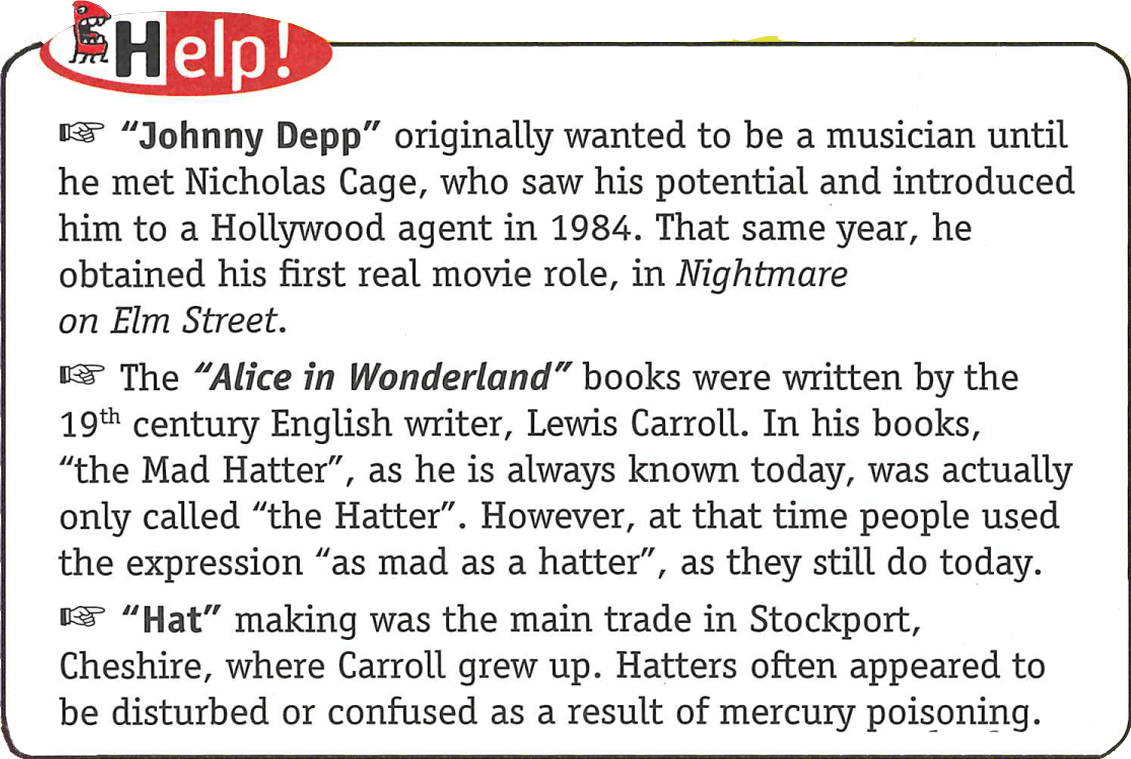 Help!
☞ “Johnny Depp” originally wanted to be a musician until
he met Nicholas Cage, who saw his potential and introduced
him to a Hollywood agent in 1984. That same year, he
obtained his first real movie role, in Nightmare
on Elm Street.
☞ The “Alice in Wonderland” books were written by the
19th century English writer, Lewis Carroll. In his books,
“the Mad Hatter”, as he is always known today, was actually
only called “the Hatter”. However, at that time people used
the expression “as mad as a hatter”, as they still do today.
☞ “Hat” making was the main trade in Stockport,
Cheshire, where Carroll grew up. Hatters often appeared to
be disturbed or confused as a result of mercury poisoning.